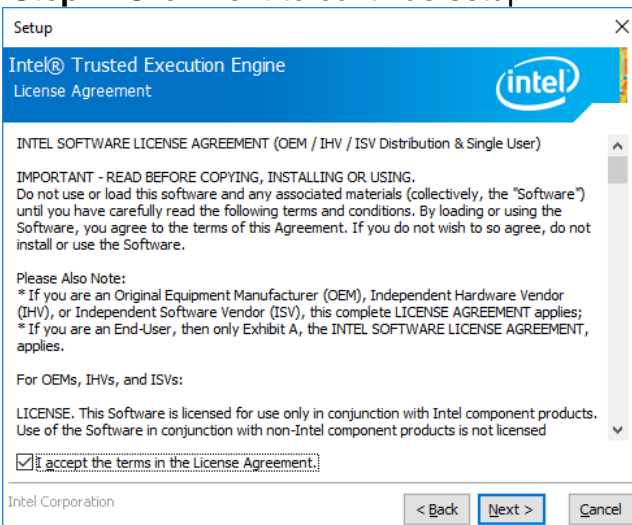 Setup
Intel® Trusted Execution Engine
License Agreement
intel
INTEL SOFTWARE LICENSE AGREEMENT (OEM / IHV / ISV Distribution & Single User)
IMPORTANT - READ BEFORE COPYING, INSTALLING OR USING.
Do not use or load this software and any associated materials (collectively, the "Software")
until you have carefully read the following terms and conditions. By loading or using the
Software, you agree to the terms of this Agreement. If you do not wish to so agree, do not
install or use the Software.
Please Also Note:
* If you are an Original Equipment Manufacturer (OEM), Independent Hardware Vendor
(IHV), or Independent Software Vendor (ISV), this complete LICENSE AGREEMENT applies;
* If you are an End-User, then only Exhibit A, the INTEL SOFTWARE LICENSE AGREEMENT,
applies.
For OEMs, IHVs, and ISVs:
LICENSE. This Software is licensed for use only in conjunction with Intel component products.
Use of the Software in conjunction with non-Intel component products is not licensed
I accept the terms in the License Agreement.
Intel Corporation
< Back Next > Cancel